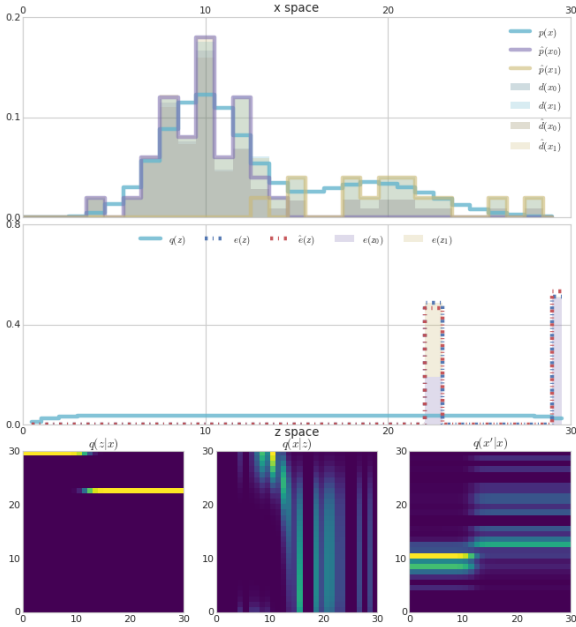 x space
0 10 20 30
0.2
0.1
0.0
p(x)
p̂(x₀)
p̂(x₁)
d(x₀)
d(x₁)
d̂(x₀)
d̂(x₁)
0.8
0.4
0.0
q(z) e(z) ê(z) e(z₀) e(z₁)
0 10 20 30
z space
q(z|x) q(x|z) q(x'|x)
30
20
10
0
0 10 20 30
30
20
10
0
0 10 20 30
30
20
10
0
0 10 20 30